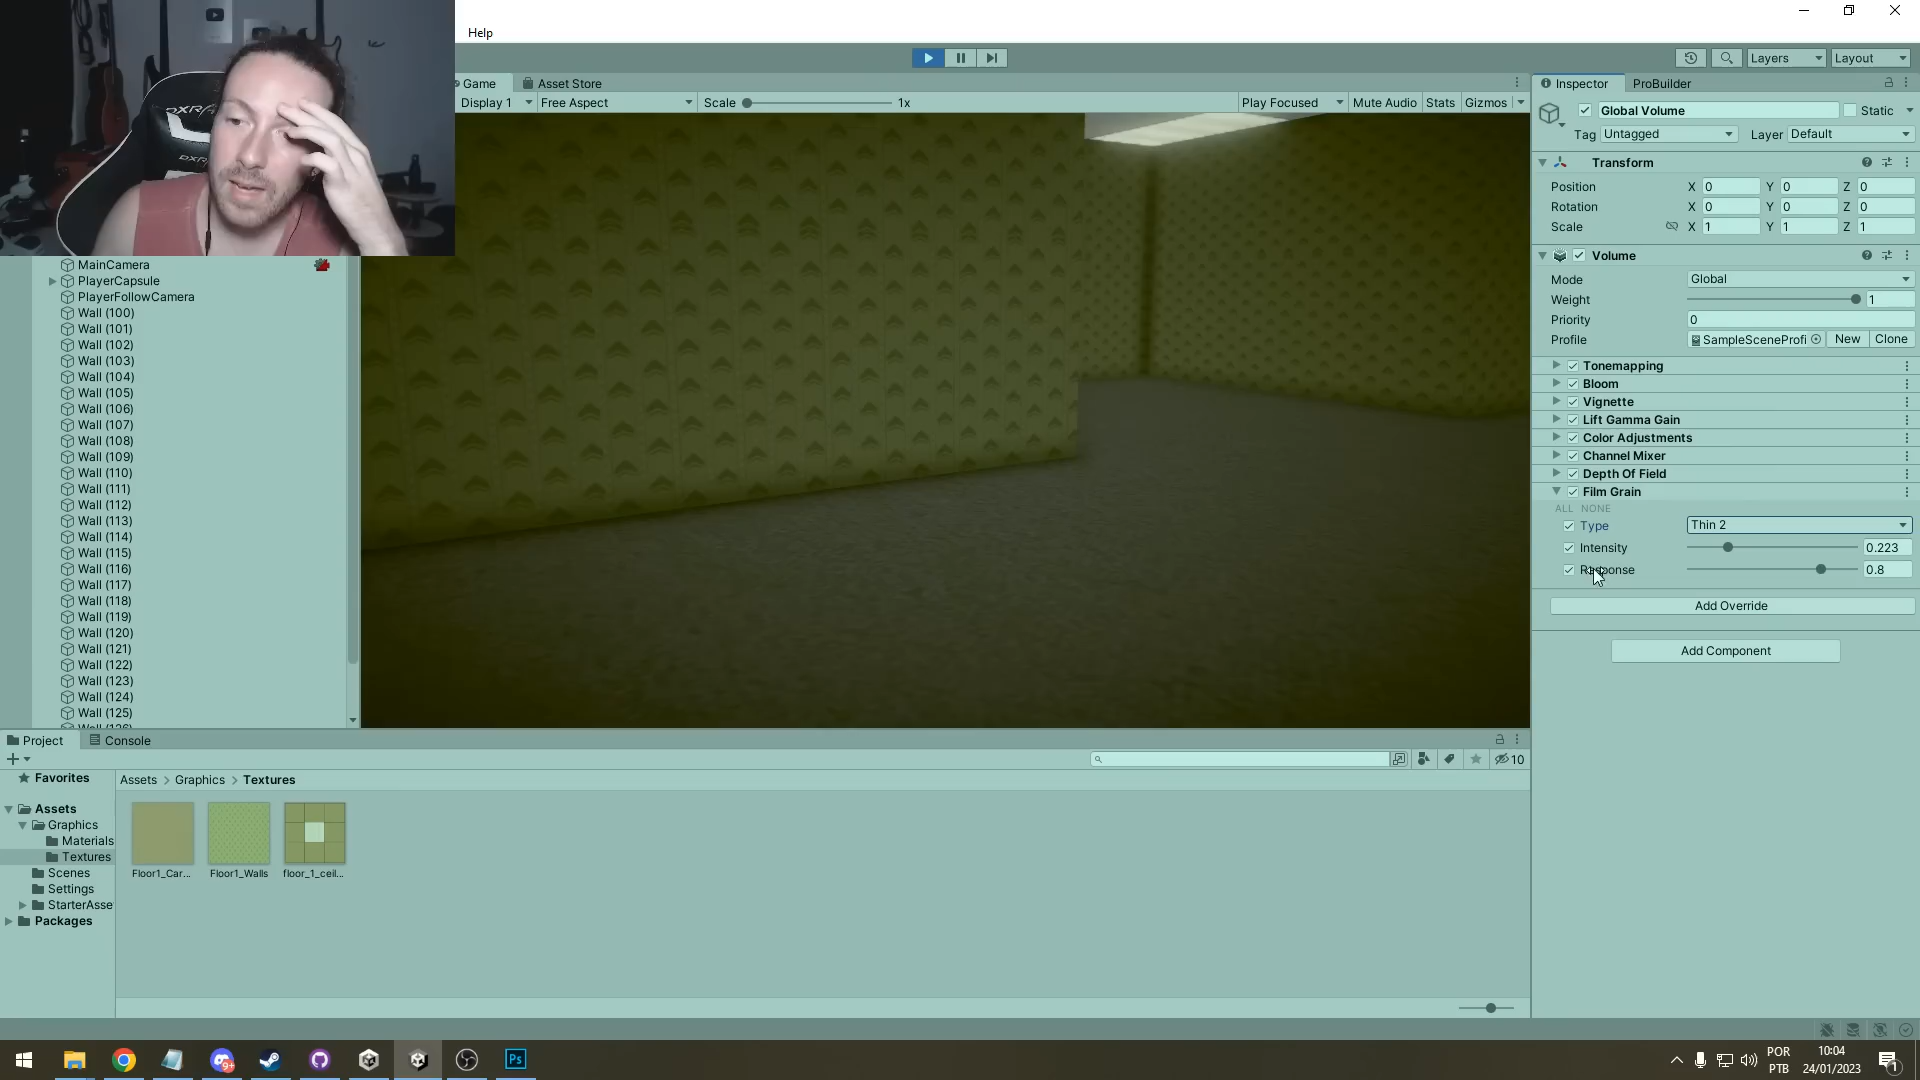 Help
Layers
Layout
Game
Asset Store
Inspector
ProBuilder
Display 1
Free Aspect
Scale
1x
Play Focused
Mute Audio
Stats
Gizmos
Global Volume
Static
Tag
Untagged
Layer
Default
Transform
Position
X 0
Y 0
Z 0
Rotation
X 0
Y 0
Z 0
Scale
X 1
Y 1
Z 1
Volume
Mode
Global
Weight
1
Priority
0
Profile
SampleSceneProfi
New
Clone
Tonemapping
Bloom
Vignette
Lift Gamma Gain
Color Adjustments
Channel Mixer
Depth Of Field
Film Grain
ALL NONE
Type
Thin 2
Intensity
0.223
Response
0.8
Add Override
Add Component
MainCamera
PlayerCapsule
PlayerFollowCamera
Wall (100)
Wall (101)
Wall (102)
Wall (103)
Wall (104)
Wall (105)
Wall (106)
Wall (107)
Wall (108)
Wall (109)
Wall (110)
Wall (111)
Wall (112)
Wall (113)
Wall (114)
Wall (115)
Wall (116)
Wall (117)
Wall (118)
Wall (119)
Wall (120)
Wall (121)
Wall (122)
Wall (123)
Wall (124)
Wall (125)
Project
Console
10
Favorites
Assets
Graphics
Materials
Textures
Scenes
Settings
StarterAsse
Packages
Assets > Graphics > Textures
Floor1_Car...
Floor1_Walls
floor_1_ceil...
9+
Ps
POR
PTB
10:04
24/01/2023
1